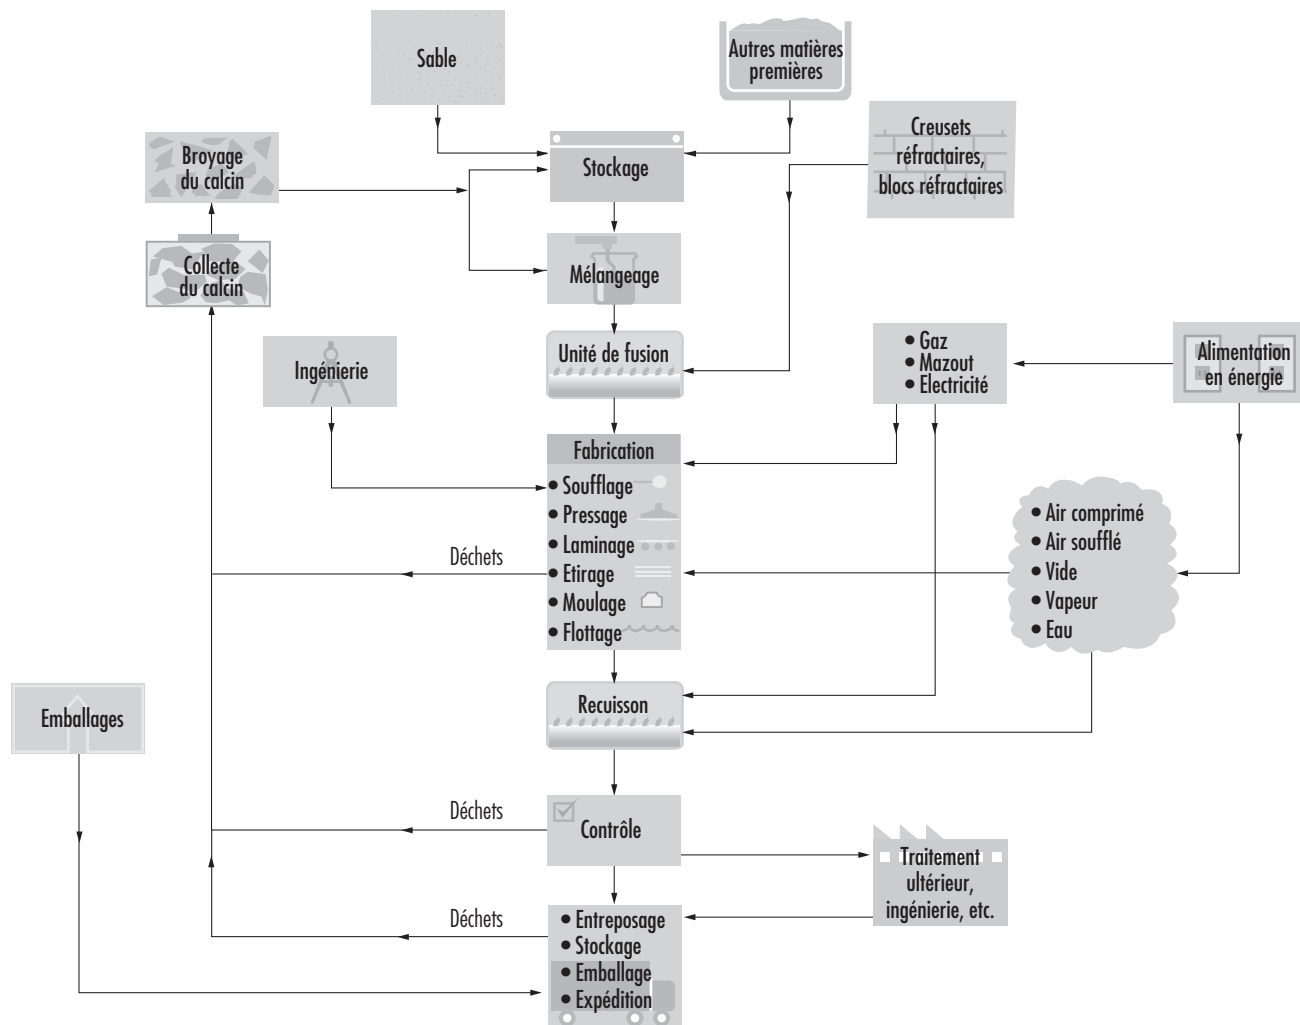 Sable
Autres matières
premières
Creusets
réfractaires,
blocs réfractaires
Broyage
du calcin
Stockage
Collecte
du calcin
Mélangeage
Ingénierie
Unité de fusion
• Gaz
• Mazout
• Electricité
Alimentation
en énergie
Fabrication
• Soufflage
• Pressage
• Laminage
• Etirage
• Moulage
• Flottage
Déchets
• Air comprimé
• Air soufflé
• Vide
• Vapeur
• Eau
Emballages
Recuisson
Déchets
Contrôle
Traitement
ultérieur,
ingénierie, etc.
Déchets
• Entreposage
• Stockage
• Emballage
• Expédition